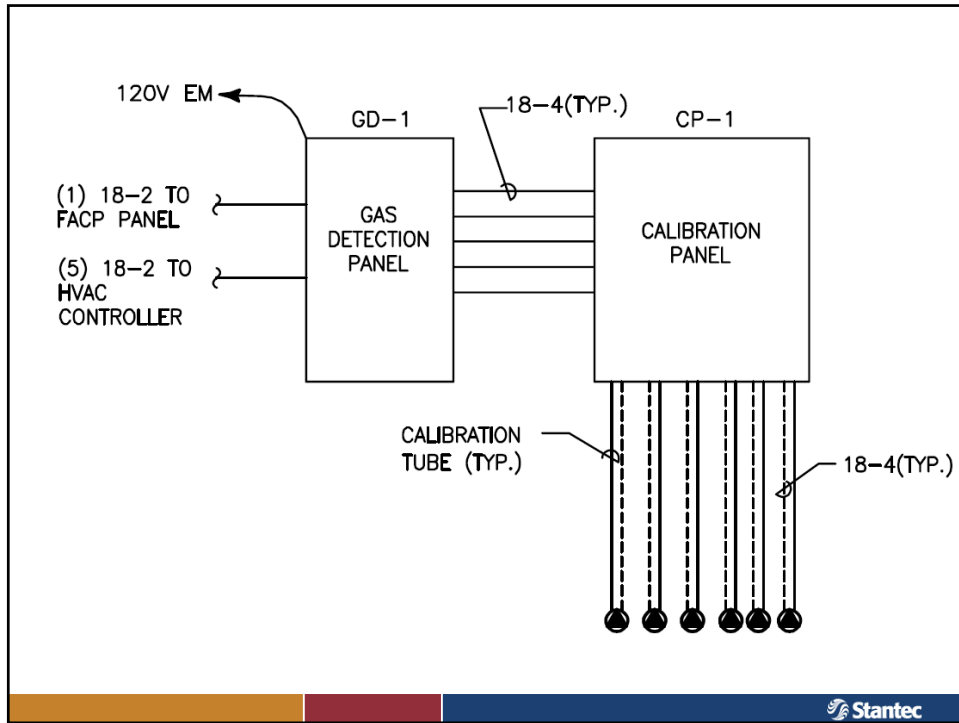 120V EM
GD-1
18-4(TYP.)
CP-1
(1) 18-2 TO
FACP PANEL
(5) 18-2 TO
HVAC
CONTROLLER
GAS
DETECTION
PANEL
CALIBRATION
PANEL
CALIBRATION
TUBE (TYP.)
18-4(TYP.)
Stantec